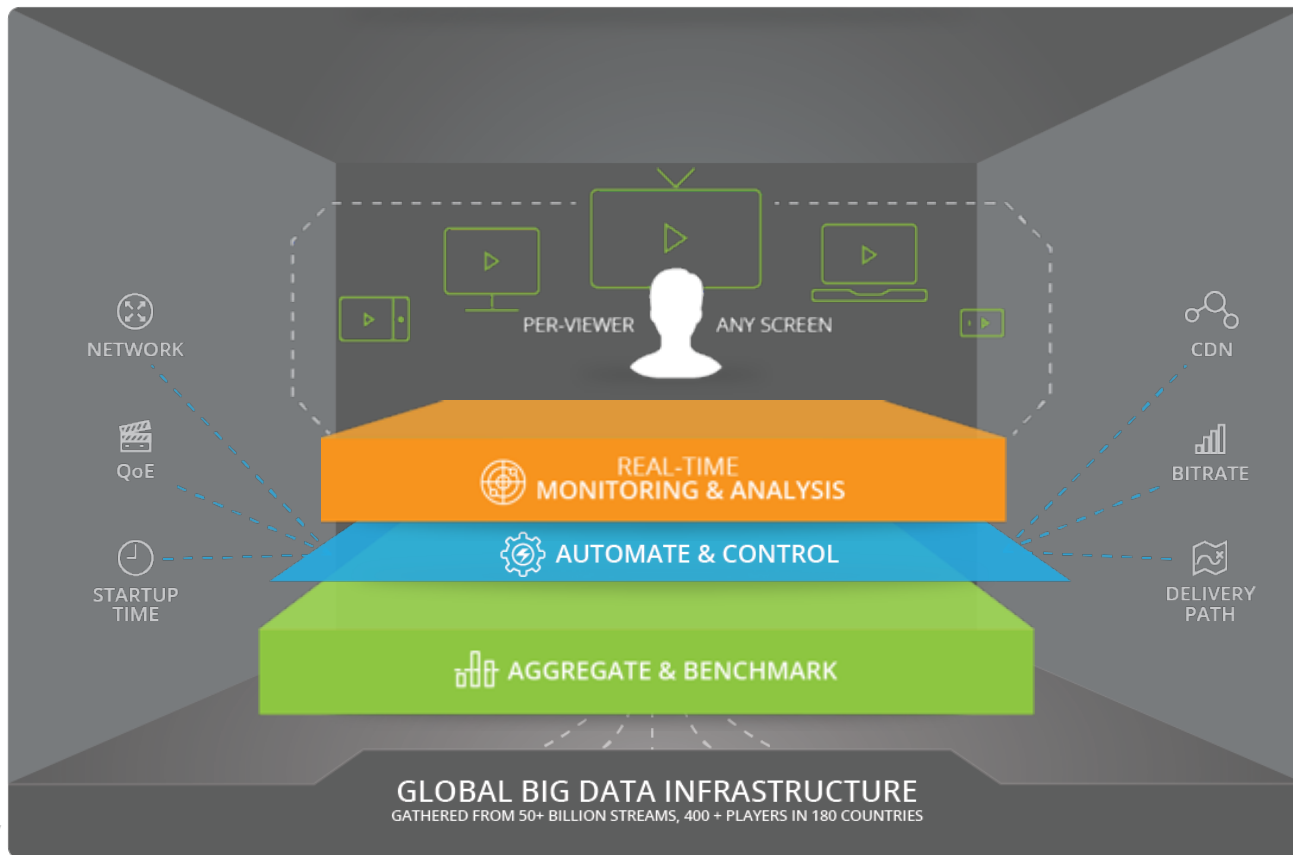 PER-VIEWER
ANY SCREEN
NETWORK
CDN
QoE
BITRATE
STARTUP
TIME
DELIVERY
PATH
REAL-TIME
MONITORING & ANALYSIS
AUTOMATE & CONTROL
AGGREGATE & BENCHMARK
GLOBAL BIG DATA INFRASTRUCTURE
GATHERED FROM 50+ BILLION STREAMS, 400 + PLAYERS IN 180 COUNTRIES